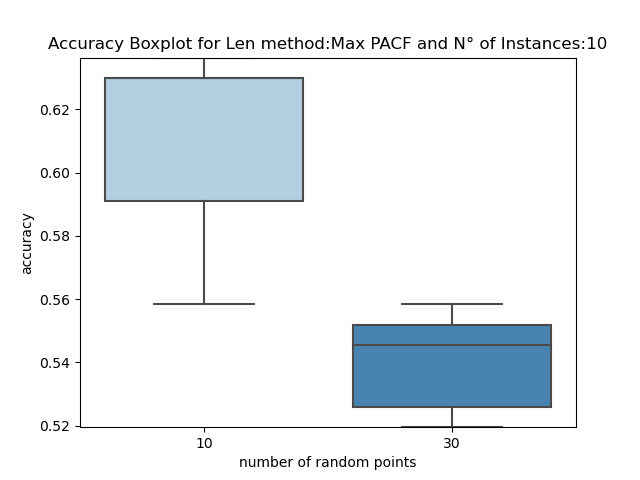 Accuracy Boxplot for Len method:Max PACF and N° of Instances:10
0.62
0.60
0.58
0.56
0.54
0.52
accuracy
10 30
number of random points